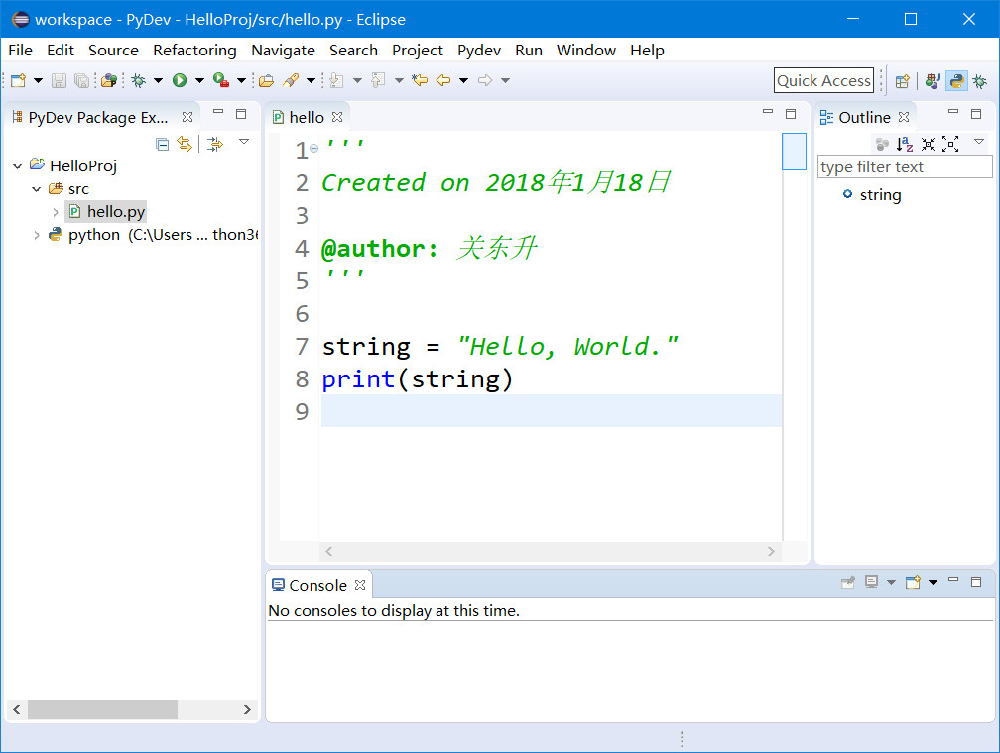 workspace - PyDev - HelloProj/src/hello.py - Eclipse
File Edit Source Refactoring Navigate Search Project Pydev Run Window Help
Quick Access
PyDev Package Ex...
HelloProj
src
hello.py
python (C:\Users ... thon36
hello
1 '''
2 Created on 2018年1月18日
3
4 @author: 关东升
5 '''
6
7 string = "Hello, World."
8 print(string)
9
Outline
type filter text
string
Console
No consoles to display at this time.